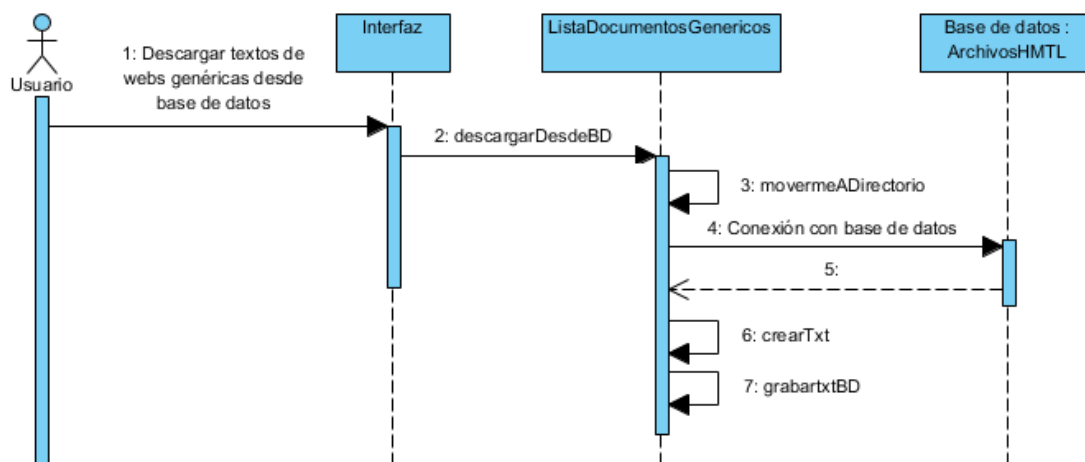 Usuario
Interfaz
ListaDocumentosGenericos
Base de datos :
ArchivosHMTL
1: Descargar textos de
webs genéricas desde
base de datos
2: descargarDesdeBD
3: movermeADirectorio
4: Conexión con base de datos
5:
6: crearTxt
7: grabartxtBD